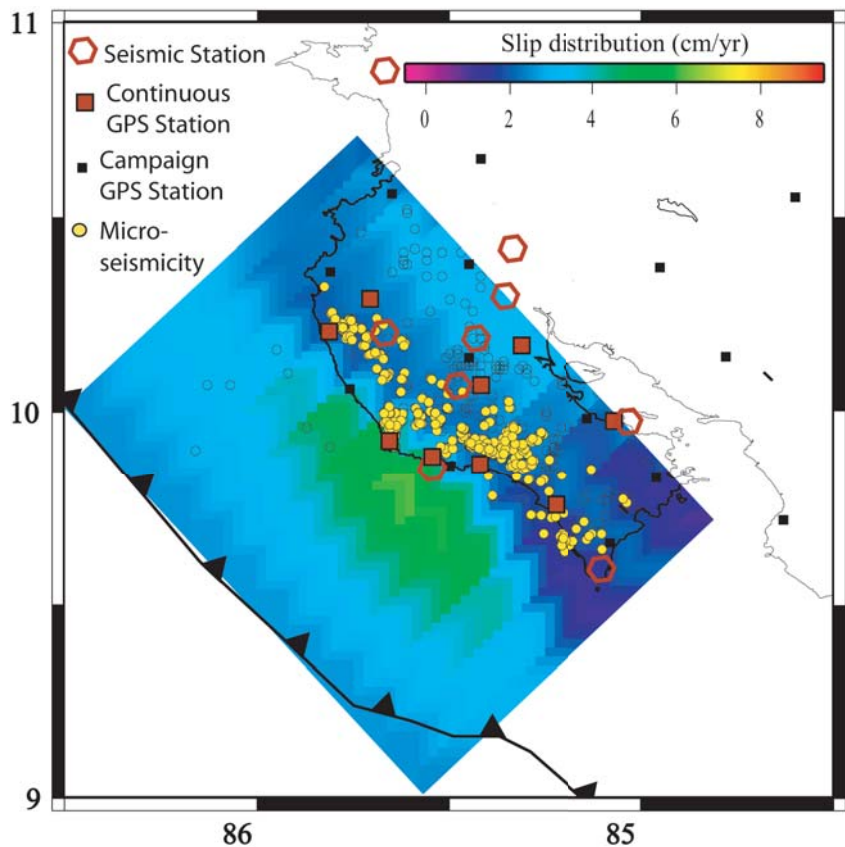 11
Seismic Station
Slip distribution (cm/yr)
Continuous
GPS Station
0 2 4 6 8
Campaign
GPS Station
Micro-
seismicity
10
9
86 85